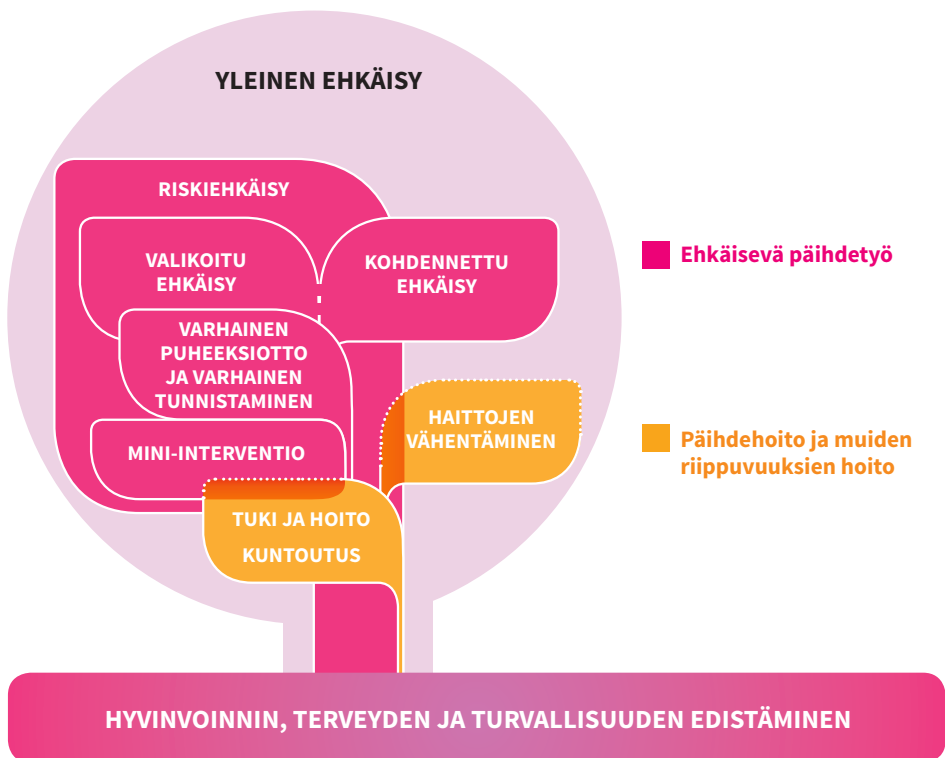 YLEINEN EHKÄISY
RISKIEHKÄISY
VALIKOITU
EHKÄISY
KOHDENNETTU
EHKÄISY
VARHAINEN
PUHEEKSIOTTO
JA VARHAINEN
TUNNISTAMINEN
MINI-INTERVENTIO
HAITTOJEN
VÄHENTÄMINEN
TUKI JA HOITO
KUNTOUTUS
Ehkäisevä päihdetyö
Päihdehoito ja muiden
riippuvuuksien hoito
HYVINVOINNIN, TERVEYDEN JA TURVALLISUUDEN EDISTÄMINEN